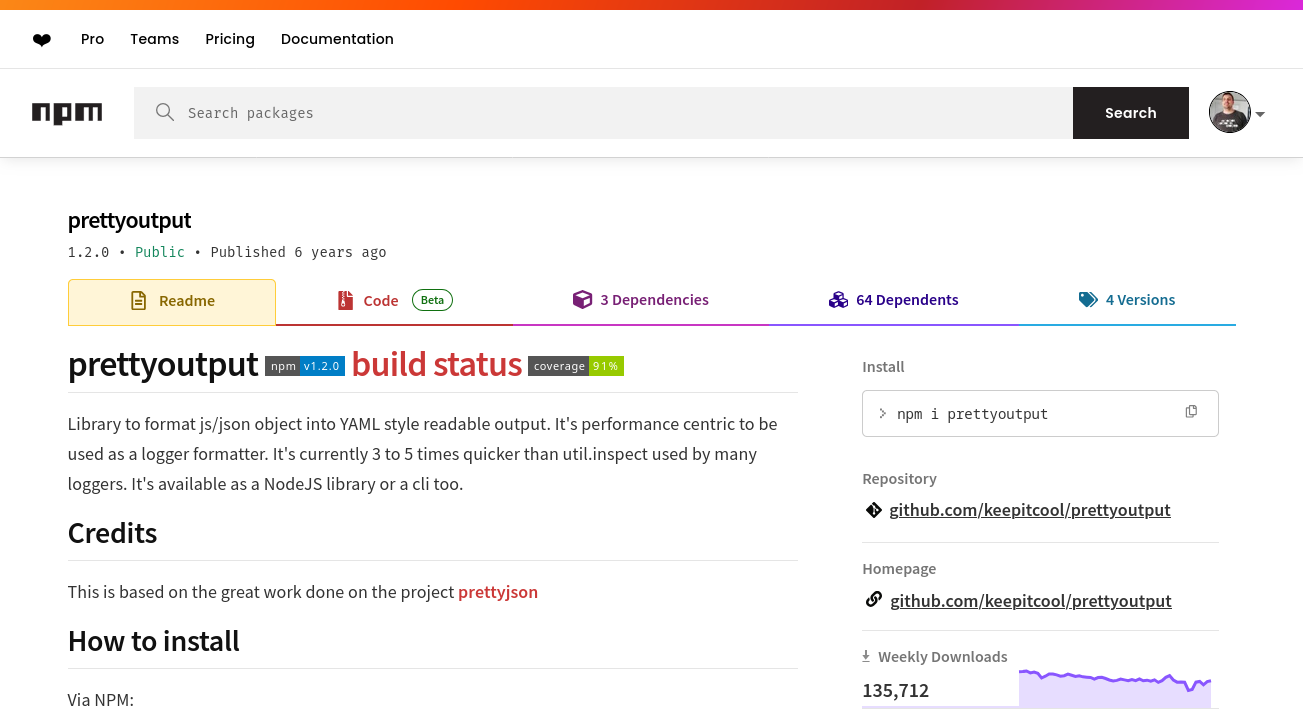 Pro Teams Pricing Documentation
npm Search packages Search
prettyoutput
1.2.0 • Public • Published 6 years ago
Readme Code Beta 3 Dependencies 64 Dependents 4 Versions
prettyoutput npm v1.2.0 build status coverage 91%
Library to format js/json object into YAML style readable output. It's performance centric to be
used as a logger formatter. It's currently 3 to 5 times quicker than util.inspect used by many
loggers. It's available as a NodeJS library or a cli too.
Credits
This is based on the great work done on the project prettyjson
How to install
Via NPM:
Install
> npm i prettyoutput
Repository
github.com/keepitcool/prettyoutput
Homepage
github.com/keepitcool/prettyoutput
Weekly Downloads
135,712